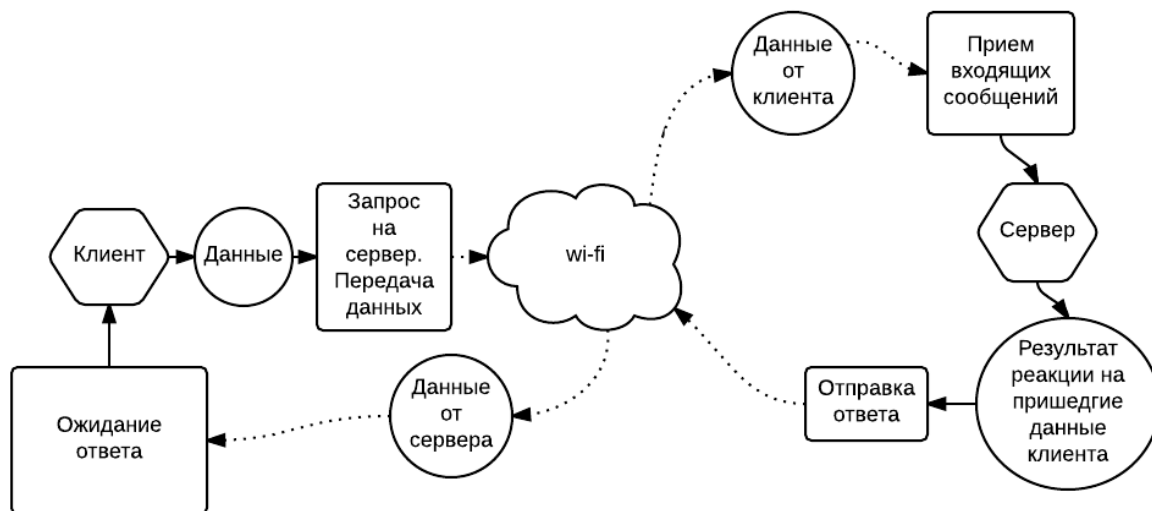 Данные
от
клиента
Прием
входящих
сообщений
Клиент
Данные
Запрос
на
сервер.
Передача
данных
wi-fi
Сервер
Ожидание
ответа
Данные
от
сервера
Отправка
ответа
Результат
реакции на
пришедгие
данные
клиента